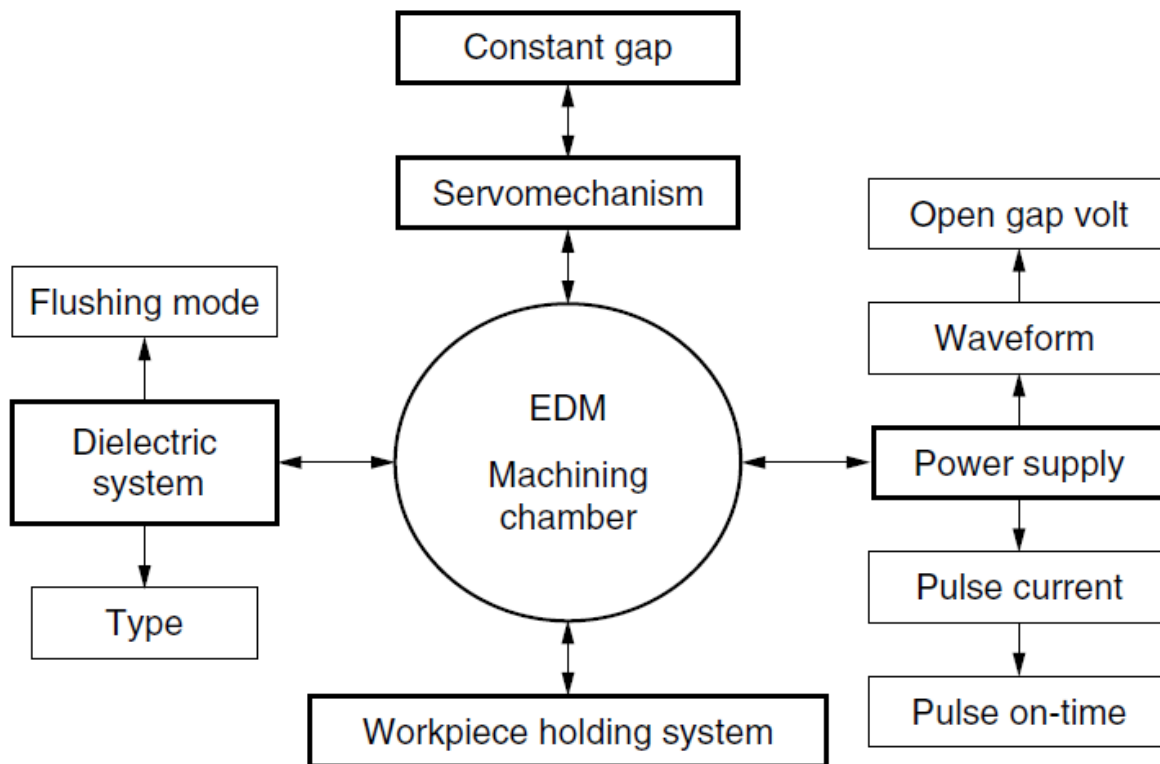 Constant gap
Servomechanism
Open gap volt
Flushing mode
Waveform
EDM
Machining
chamber
Dielectric
system
Power supply
Pulse current
Type
Pulse on-time
Workpiece holding system